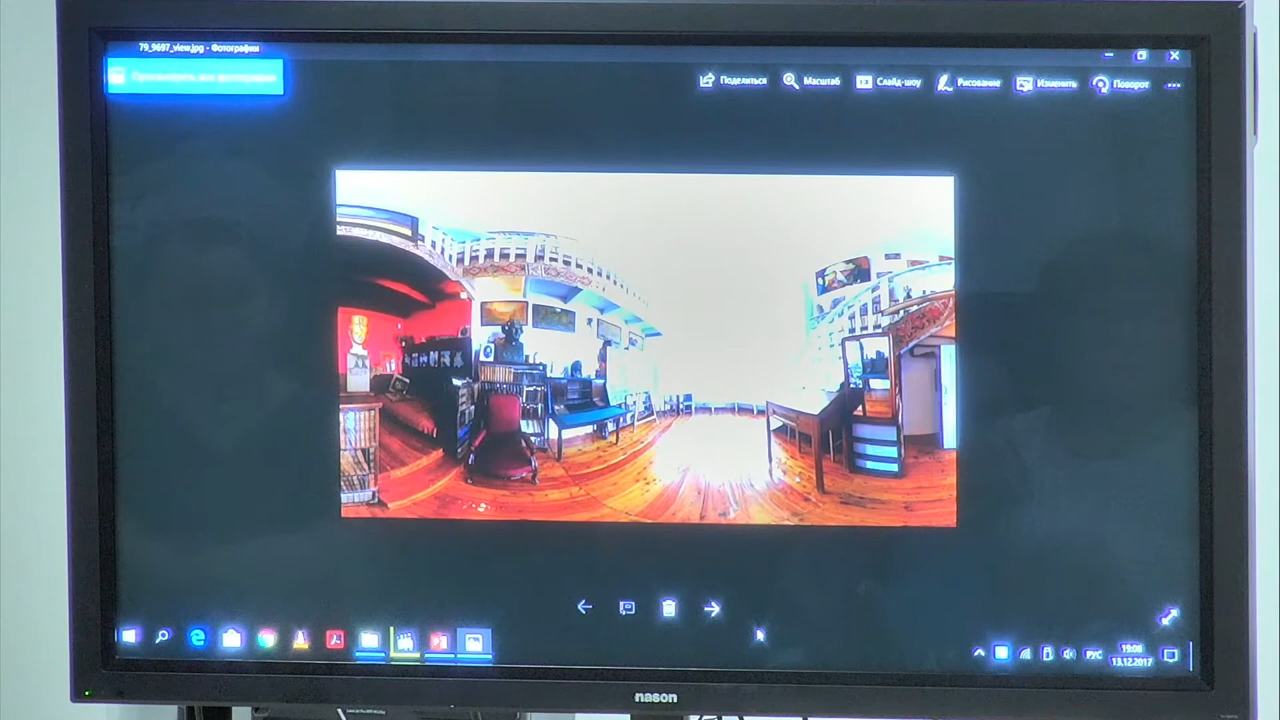 79_9697_view.jpg - Фотографии
Поделиться Масштаб Слайд-шоу Рисование Изменить Поворот
РУС
19:08
13.12.2017
nason